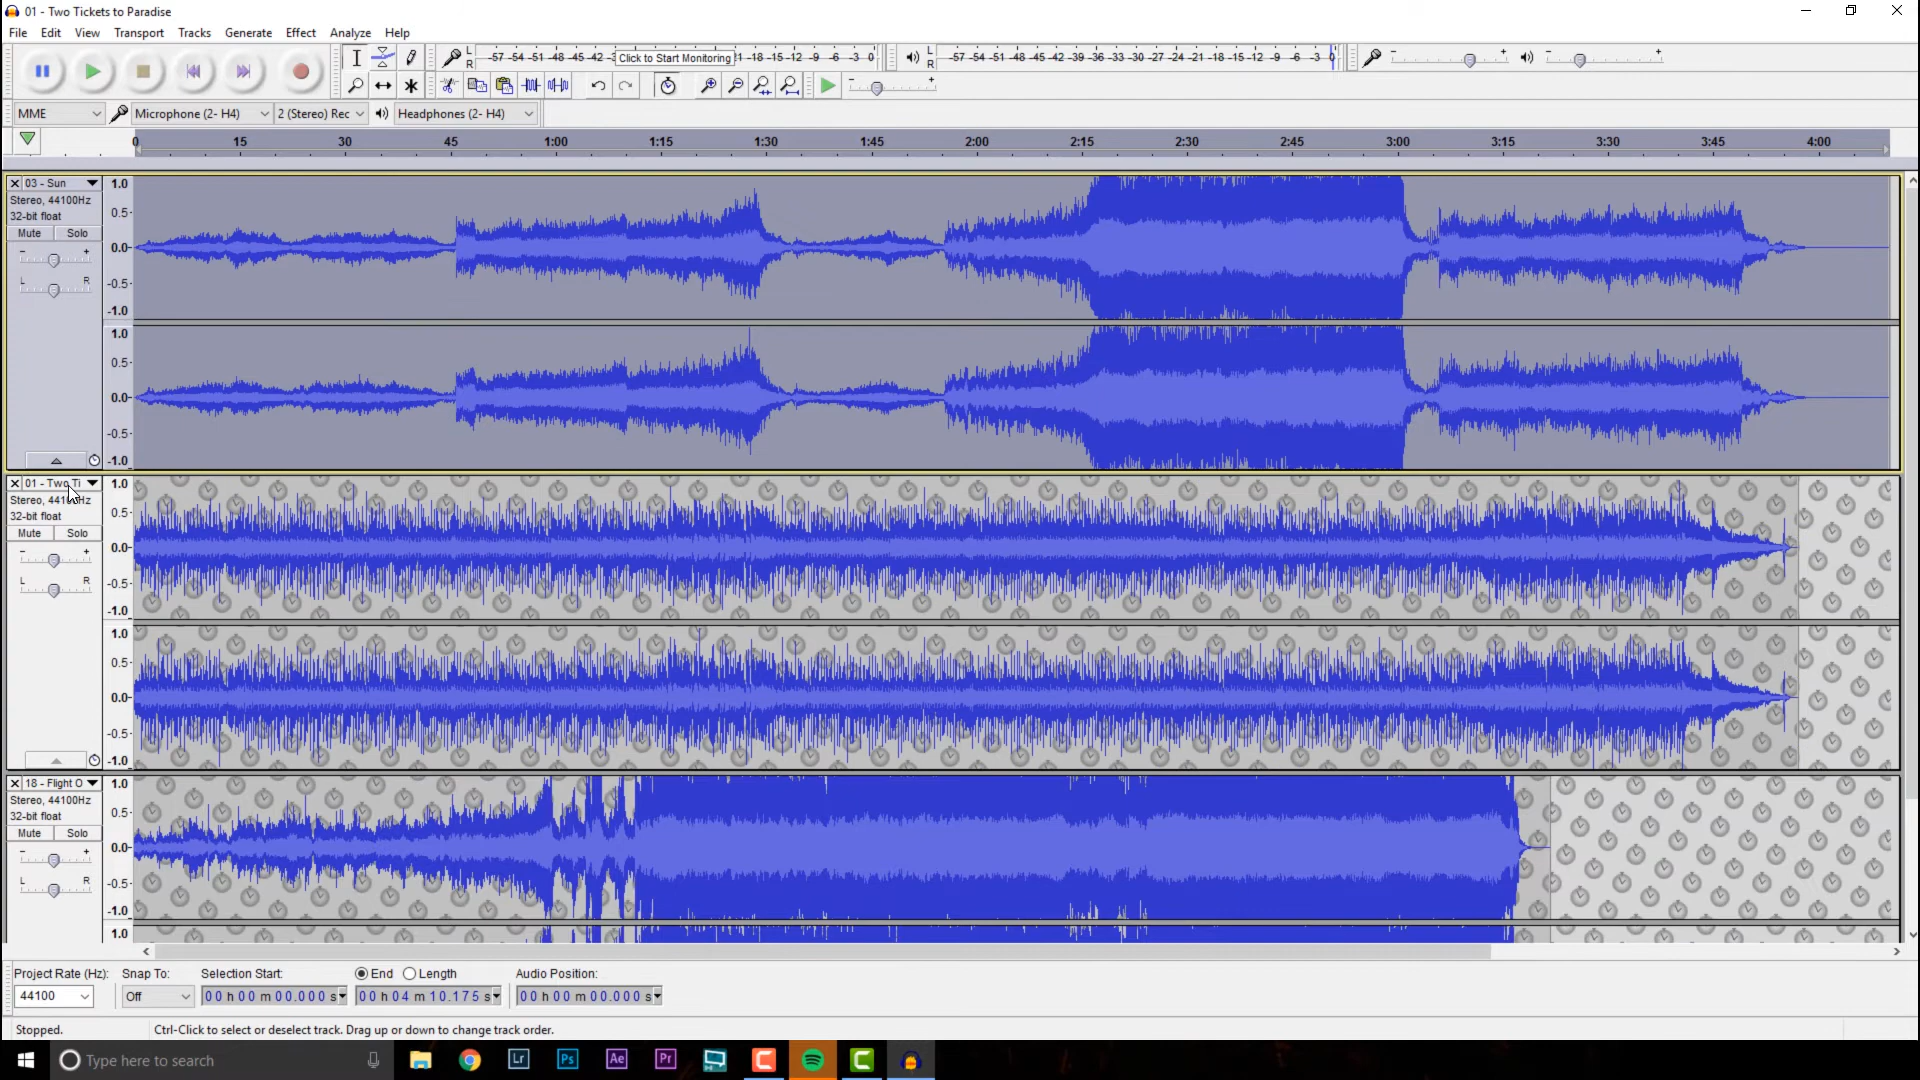 01 - Two Tickets to Paradise
File Edit View Transport Tracks Generate Effect Analyze Help
L R -57 -54 -51 -48 -45 -42 Click to Start Monitoring -18 -15 -12 -9 -6 -3 0 L R -57 -54 -51 -48 -45 -42 -39 -36 -33 -30 -27 -24 -21 -18 -15 -12 -9 -6 -3 0 - + - +
- +
MME Microphone (2- H4) 2 (Stereo) Rec Headphones (2- H4)
0 15 30 45 1:00 1:15 1:30 1:45 2:00 2:15 2:30 2:45 3:00 3:15 3:30 3:45 4:00
03 - Sun 1.0
Stereo, 44100Hz
32-bit float 0.5
Mute Solo
- + 0.0
L R -0.5
-1.0
1.0
0.5
0.0
-0.5
-1.0
01 - Two Ti 1.0
Stereo, 44100Hz
32-bit float 0.5
Mute Solo
- + 0.0
L R -0.5
-1.0
1.0
0.5
0.0
-0.5
-1.0
18 - Flight O 1.0
Stereo, 44100Hz
32-bit float 0.5
Mute Solo
- + 0.0
L R -0.5
-1.0
1.0
Project Rate (Hz): Snap To: Selection Start: End Length Audio Position:
44100 Off 00 h 00 m 00.000 s 00 h 04 m 10.175 s 00 h 00 m 00.000 s
Stopped. Ctrl-Click to select or deselect track. Drag up or down to change track order.
Type here to search Lr Ps Ae Pr